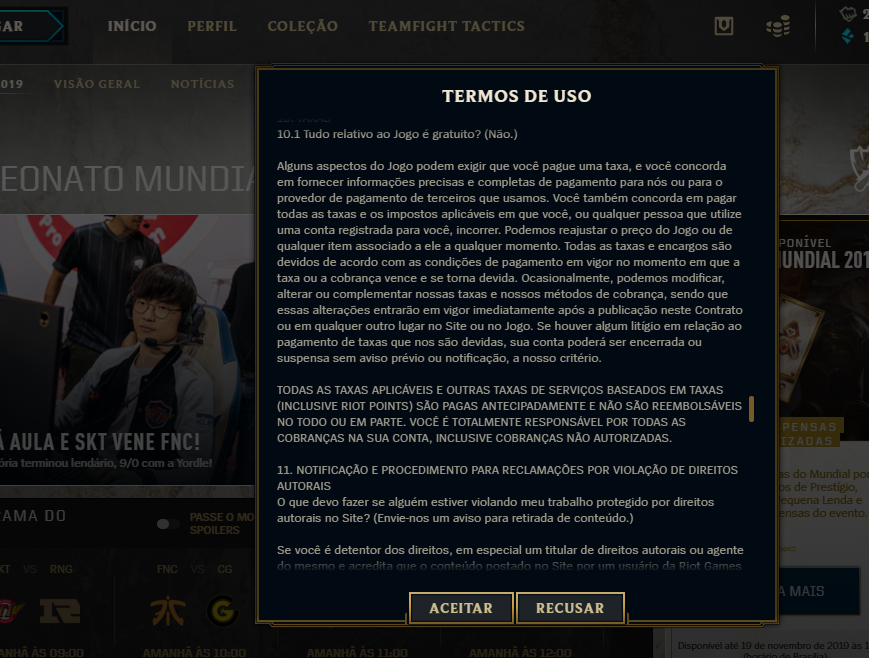 GAR
INÍCIO
PERFIL
COLEÇÃO
TEAMFIGHT TACTICS
2
019
VISÃO GERAL
NOTÍCIAS
EONATO MUNDIA
TERMOS DE USO
10.1 Tudo relativo ao Jogo é gratuito? (Não.)
Alguns aspectos do Jogo podem exigir que você pague uma taxa, e você concorda
em fornecer informações precisas e completas de pagamento para nós ou para o
provedor de pagamento de terceiros que usamos. Você também concorda em pagar
todas as taxas e os impostos aplicáveis em que você, ou qualquer pessoa que utilize
uma conta registrada para você, incorrer. Podemos reajustar o preço do Jogo ou de
qualquer item associado a ele a qualquer momento. Todas as taxas e encargos são
devidos de acordo com as condições de pagamento em vigor no momento em que a
taxa ou a cobrança vence e se torna devida. Ocasionalmente, podemos modificar,
alterar ou complementar nossas taxas e nossos métodos de cobrança, sendo que
essas alterações entrarão em vigor imediatamente após a publicação neste Contrato
ou em qualquer outro lugar no Site ou no Jogo. Se houver algum litígio em relação ao
pagamento de taxas que nos são devidas, sua conta poderá ser encerrada ou
suspensa sem aviso prévio ou notificação, a nosso critério.
TODAS AS TAXAS APLICÁVEIS E OUTRAS TAXAS DE SERVIÇOS BASEADOS EM TAXAS
(INCLUSIVE RIOT POINTS) SÃO PAGAS ANTECIPADAMENTE E NÃO SÃO REEMBOLSÁVEIS
NO TODO OU EM PARTE. VOCÊ É TOTALMENTE RESPONSÁVEL POR TODAS AS
COBRANÇAS NA SUA CONTA, INCLUSIVE COBRANÇAS NÃO AUTORIZADAS.
11. NOTIFICAÇÃO E PROCEDIMENTO PARA RECLAMAÇÕES POR VIOLAÇÃO DE DIREITOS
AUTORAIS
O que devo fazer se alguém estiver violando meu trabalho protegido por direitos
autorais no Site? (Envie-nos um aviso para retirada de conteúdo.)
Se você é detentor dos direitos, em especial um titular de direitos autorais ou agente
do mesmo e acredita que o conteúdo postado no Site por um usuário da Riot Games
ACEITAR
RECUSAR
Á AULA E SKT VENE FNC!
ória terminou lendário, 9/0 com a Yordle!
AMA DO
PASSE O MO
SPOILERS
KT VS RNG
FNC VS CG
MANHÃ ÀS 09:00
AMANHÃ ÀS 10:00
AMANHÃ ÀS 11:00
AMANHÃ ÀS 12:00
PONÍVEL
UNDIAL 201
PENSAS
IZADAS
as do Mundial por
os de Prestígio,
equena Lenda e
ensas do evento.
A MAIS
Disponível até 19 de novembro de 2019 às 1
(horário de Brasília)